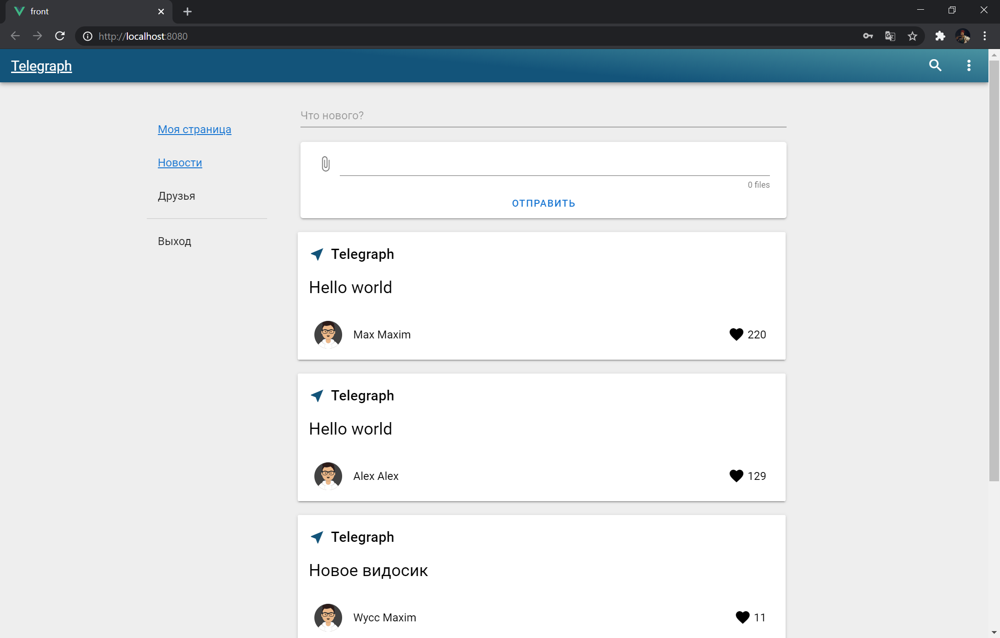 front
http://localhost:8080
Telegraph
Моя страница
Новости
Друзья
Выход
Что нового?
0 files
ОТПРАВИТЬ
Telegraph
Hello world
Max Maxim
220
Telegraph
Hello world
Alex Alex
129
Telegraph
Новое видосик
Wycc Maxim
11